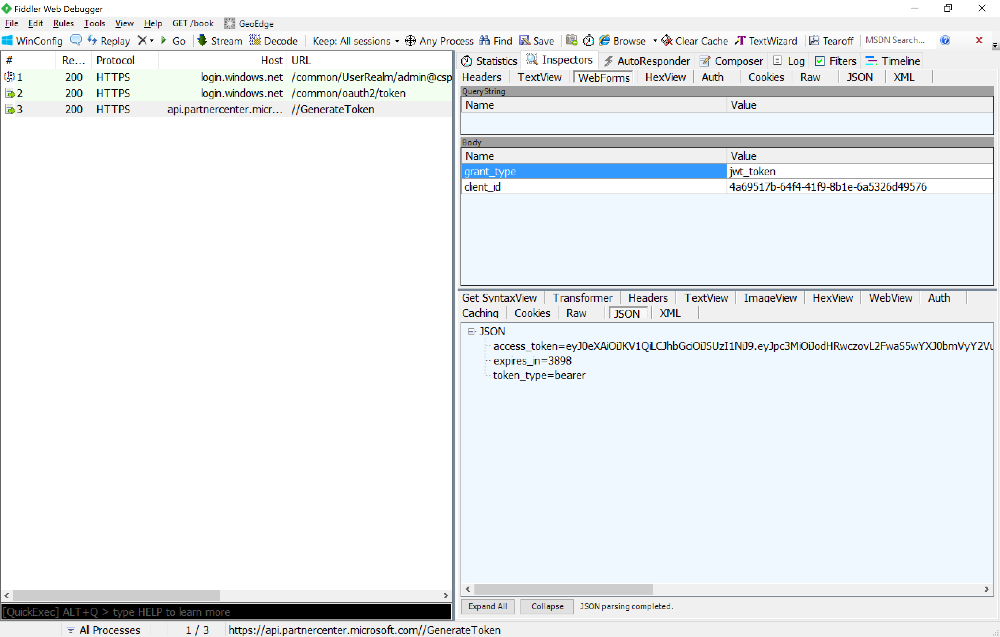 Fiddler Web Debugger
File Edit Rules Tools View Help GET /book GeoEdge
WinConfig Replay Go Stream Decode Keep: All sessions Any Process Find Save Browse Clear Cache TextWizard Tearoff MSDN Search...
# Re... Protocol Host URL
{js on} 1 200 HTTPS login.windows.net /common/UserRealm/admin@csp
2 200 HTTPS login.windows.net /common/oauth2/token
3 200 HTTPS api.partnercenter.micr... //GenerateToken
[QuickExec] ALT+Q > type HELP to learn more
Statistics Inspectors AutoResponder Composer Log Filters Timeline
Headers TextView WebForms HexView Auth Cookies Raw JSON XML
QueryString
Name Value
Body
Name Value
grant_type jwt_token
client_id 4a69517b-64f4-41f9-8b1e-6a5326d49576
Get SyntaxView Transformer Headers TextView ImageView HexView WebView Auth
Caching Cookies Raw JSON XML
JSON
access_token=eyJ0eXAiOiJKV1QiLCJhbGciOiJSUzI1NiJ9.eyJpc3MiOiJodHRwczovL2FwaS5wYXJ0bmVyY2Vu
expires_in=3898
token_type=bearer
Expand All Collapse JSON parsing completed.
All Processes 1 / 3 https://api.partnercenter.microsoft.com//GenerateToken